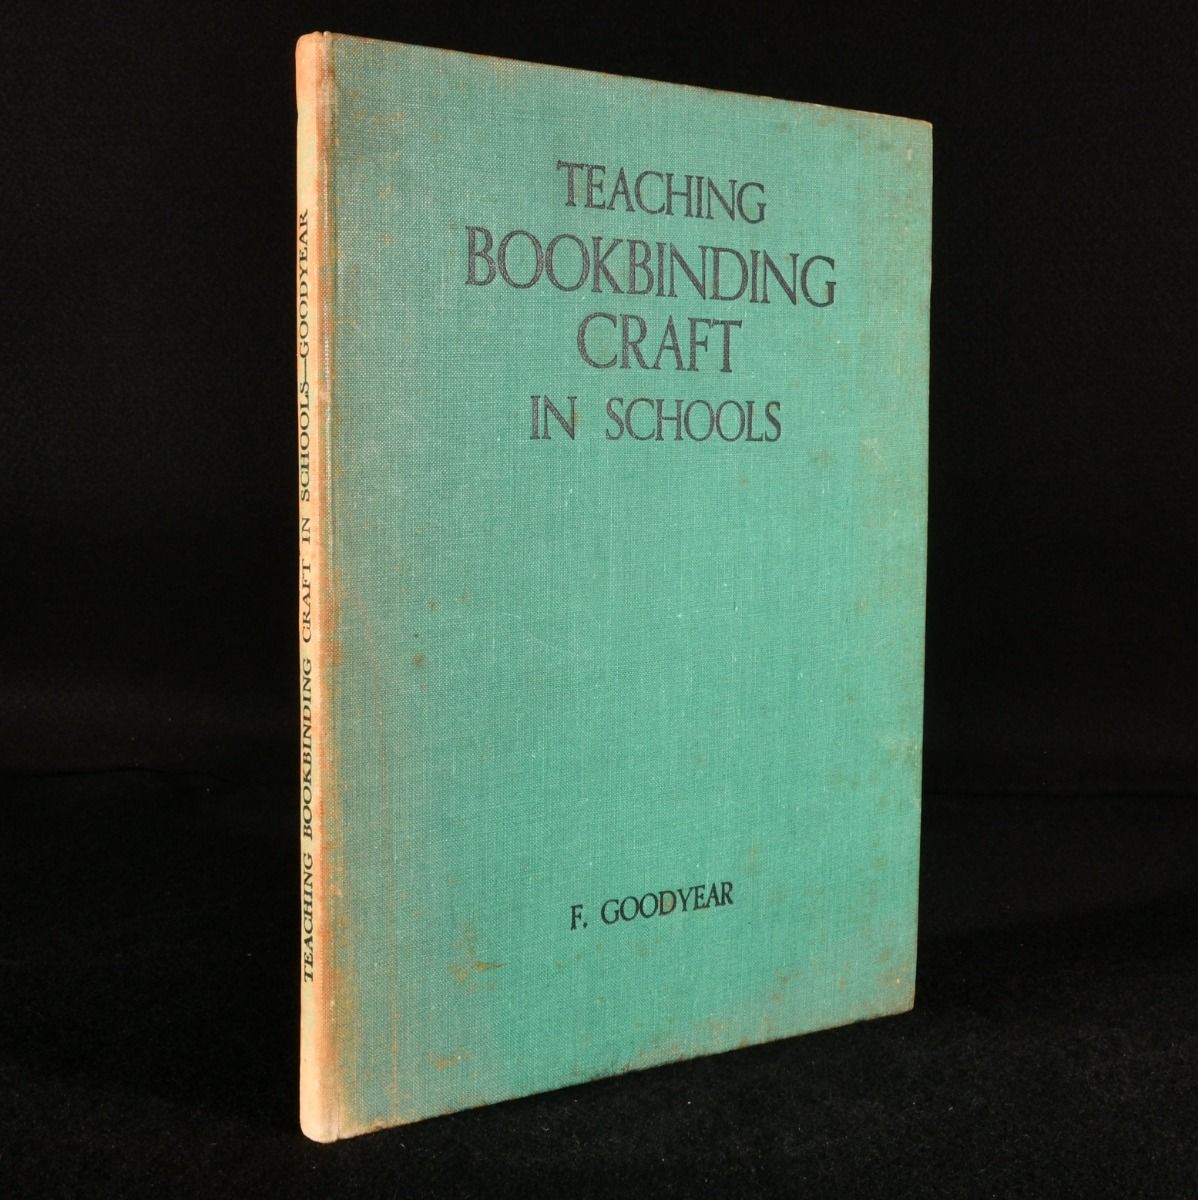 TEACHING
BOOKBINDING
CRAFT
IN SCHOOLS
F. GOODYEAR
TEACHING BOOKBINDING CRAFT IN SCHOOLS—GOODYEAR